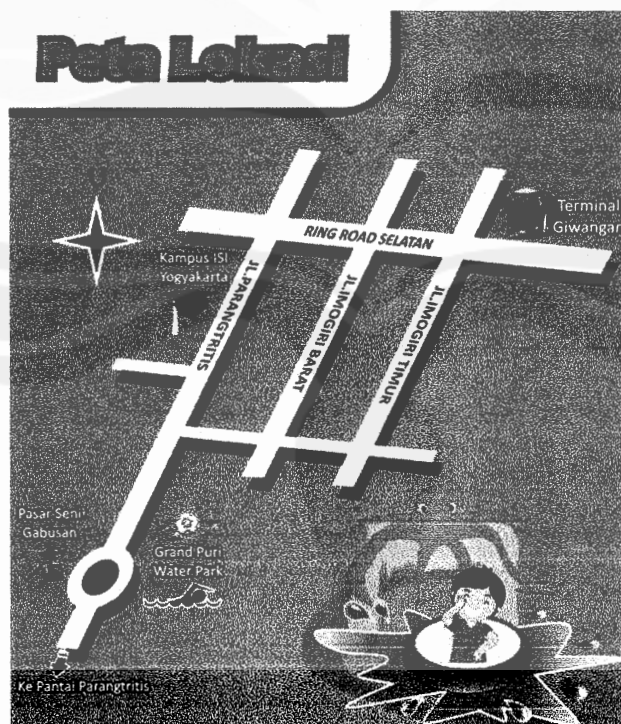 Peta Lokasi
Terminal
Giwangan
RING ROAD SELATAN
Kampus ISI
Yogyakarta
JL.PARANGTRITIS
JL.IMOGIRI BARAT
JL.IMOGIRI TIMUR
Pasar Seni
Gabusan
Grand Puri
Water Park
Ke Pantai Parangtritis